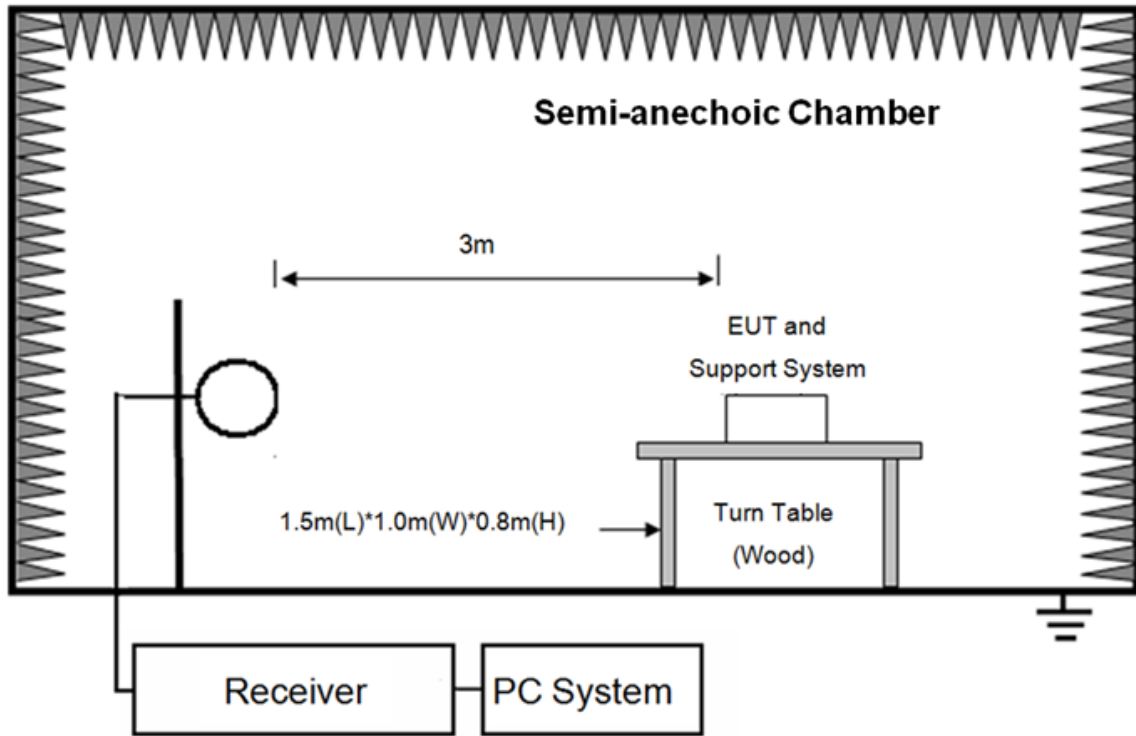 Semi-anechoic Chamber
3m
EUT and
Support System
1.5m(L)*1.0m(W)*0.8m(H)
Turn Table
(Wood)
Receiver
PC System